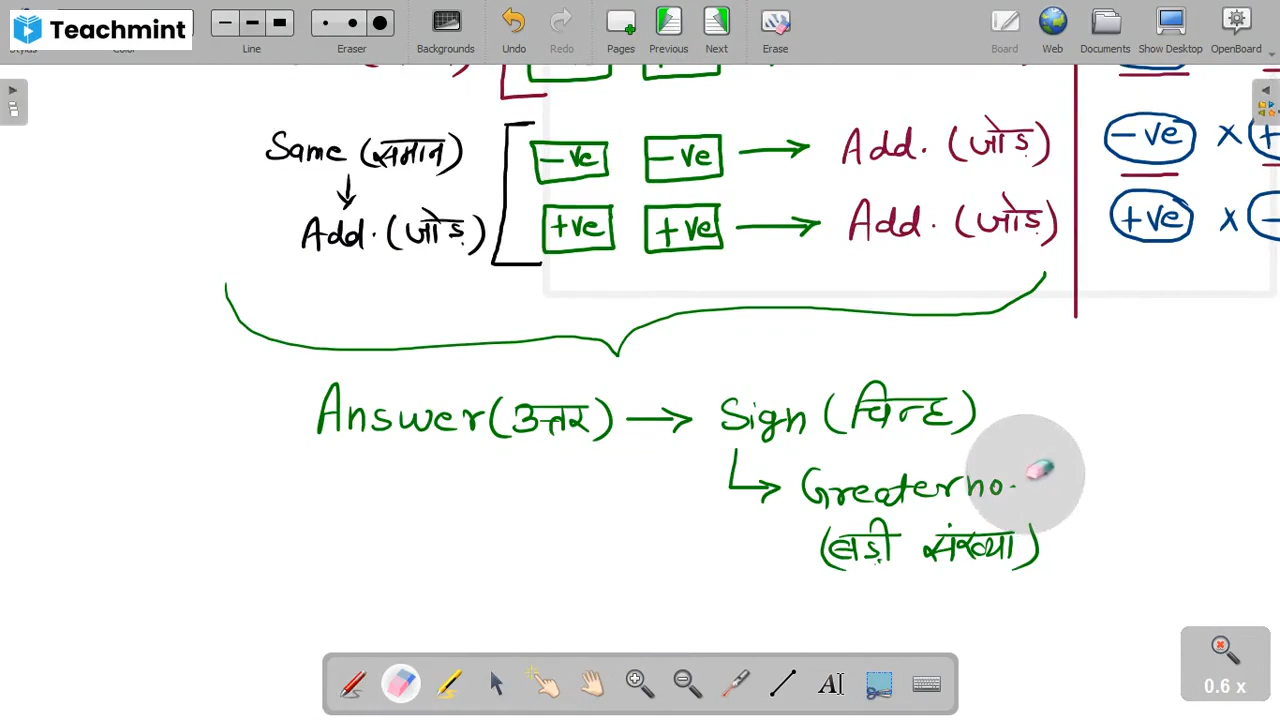 Teachmint
Line Eraser Backgrounds Undo Redo Pages Previous Next Erase Board Web Documents Show Desktop OpenBoard
Same (समान) -ve -ve → Add. (जोड़) -ve x
↓
Add. (जोड़) +ve +ve → Add. (जोड़) +ve x
Answer (उत्तर) → Sign (चिन्ह)
Greater no.
(बड़ी संख्या)
0.6 x